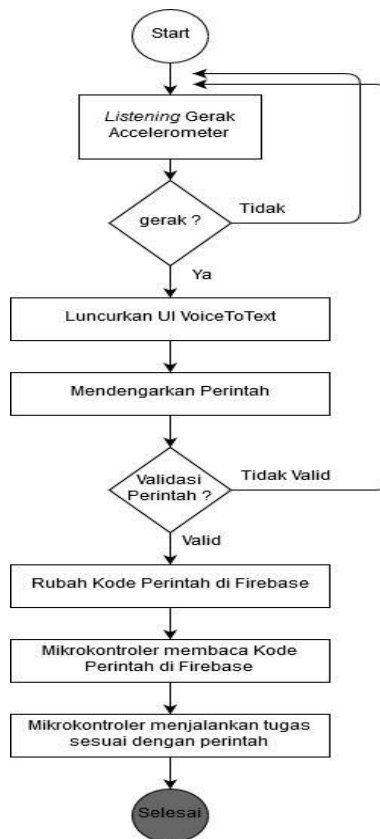 Start
Listening Gerak
Accelerometer
gerak ?
Tidak
Ya
Luncurkan UI VoiceToText
Mendengarkan Perintah
Validasi
Perintah ?
Tidak Valid
Valid
Rubah Kode Perintah di Firebase
Mikrokontroler membaca Kode
Perintah di Firebase
Mikrokontroler menjalankan tugas
sesuai dengan perintah
Selesai